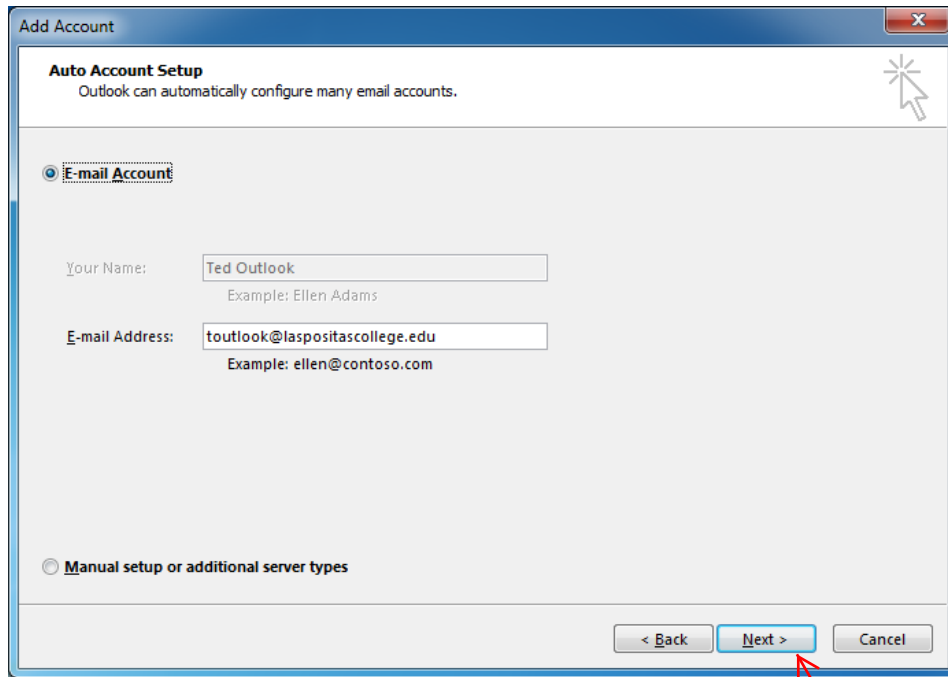 Add Account
Auto Account Setup
Outlook can automatically configure many email accounts.
E-mail Account
Your Name: Ted Outlook
Example: Ellen Adams
E-mail Address: toutlook@laspositascollege.edu
Example: ellen@contoso.com
Manual setup or additional server types
< Back Next > Cancel